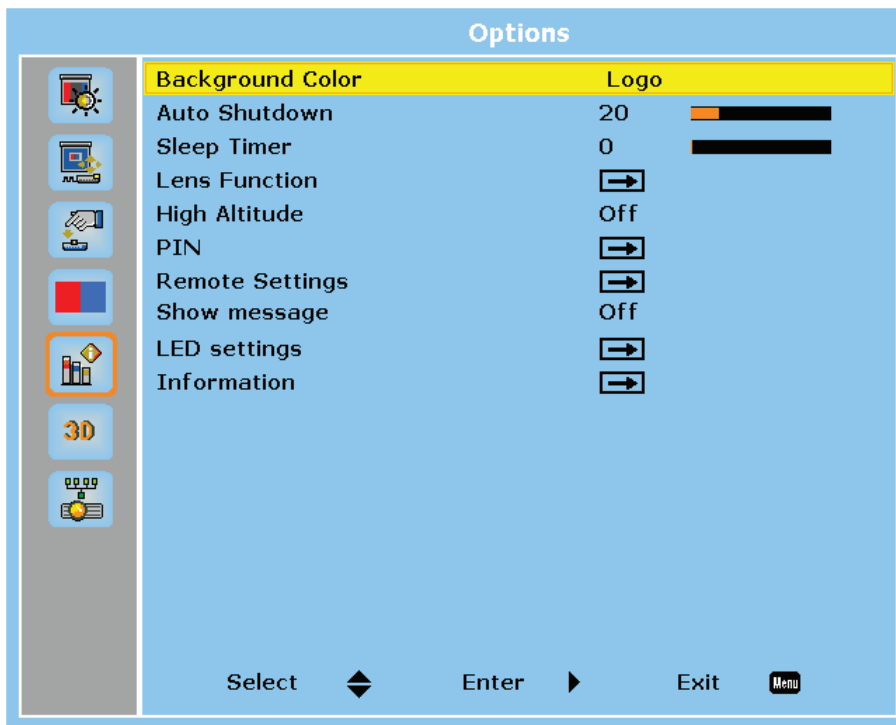 Options
Background Color Logo
Auto Shutdown 20
Sleep Timer 0
Lens Function
High Altitude Off
PIN
Remote Settings
Show message Off
LED settings
Information
3D
Select Enter Exit Menu